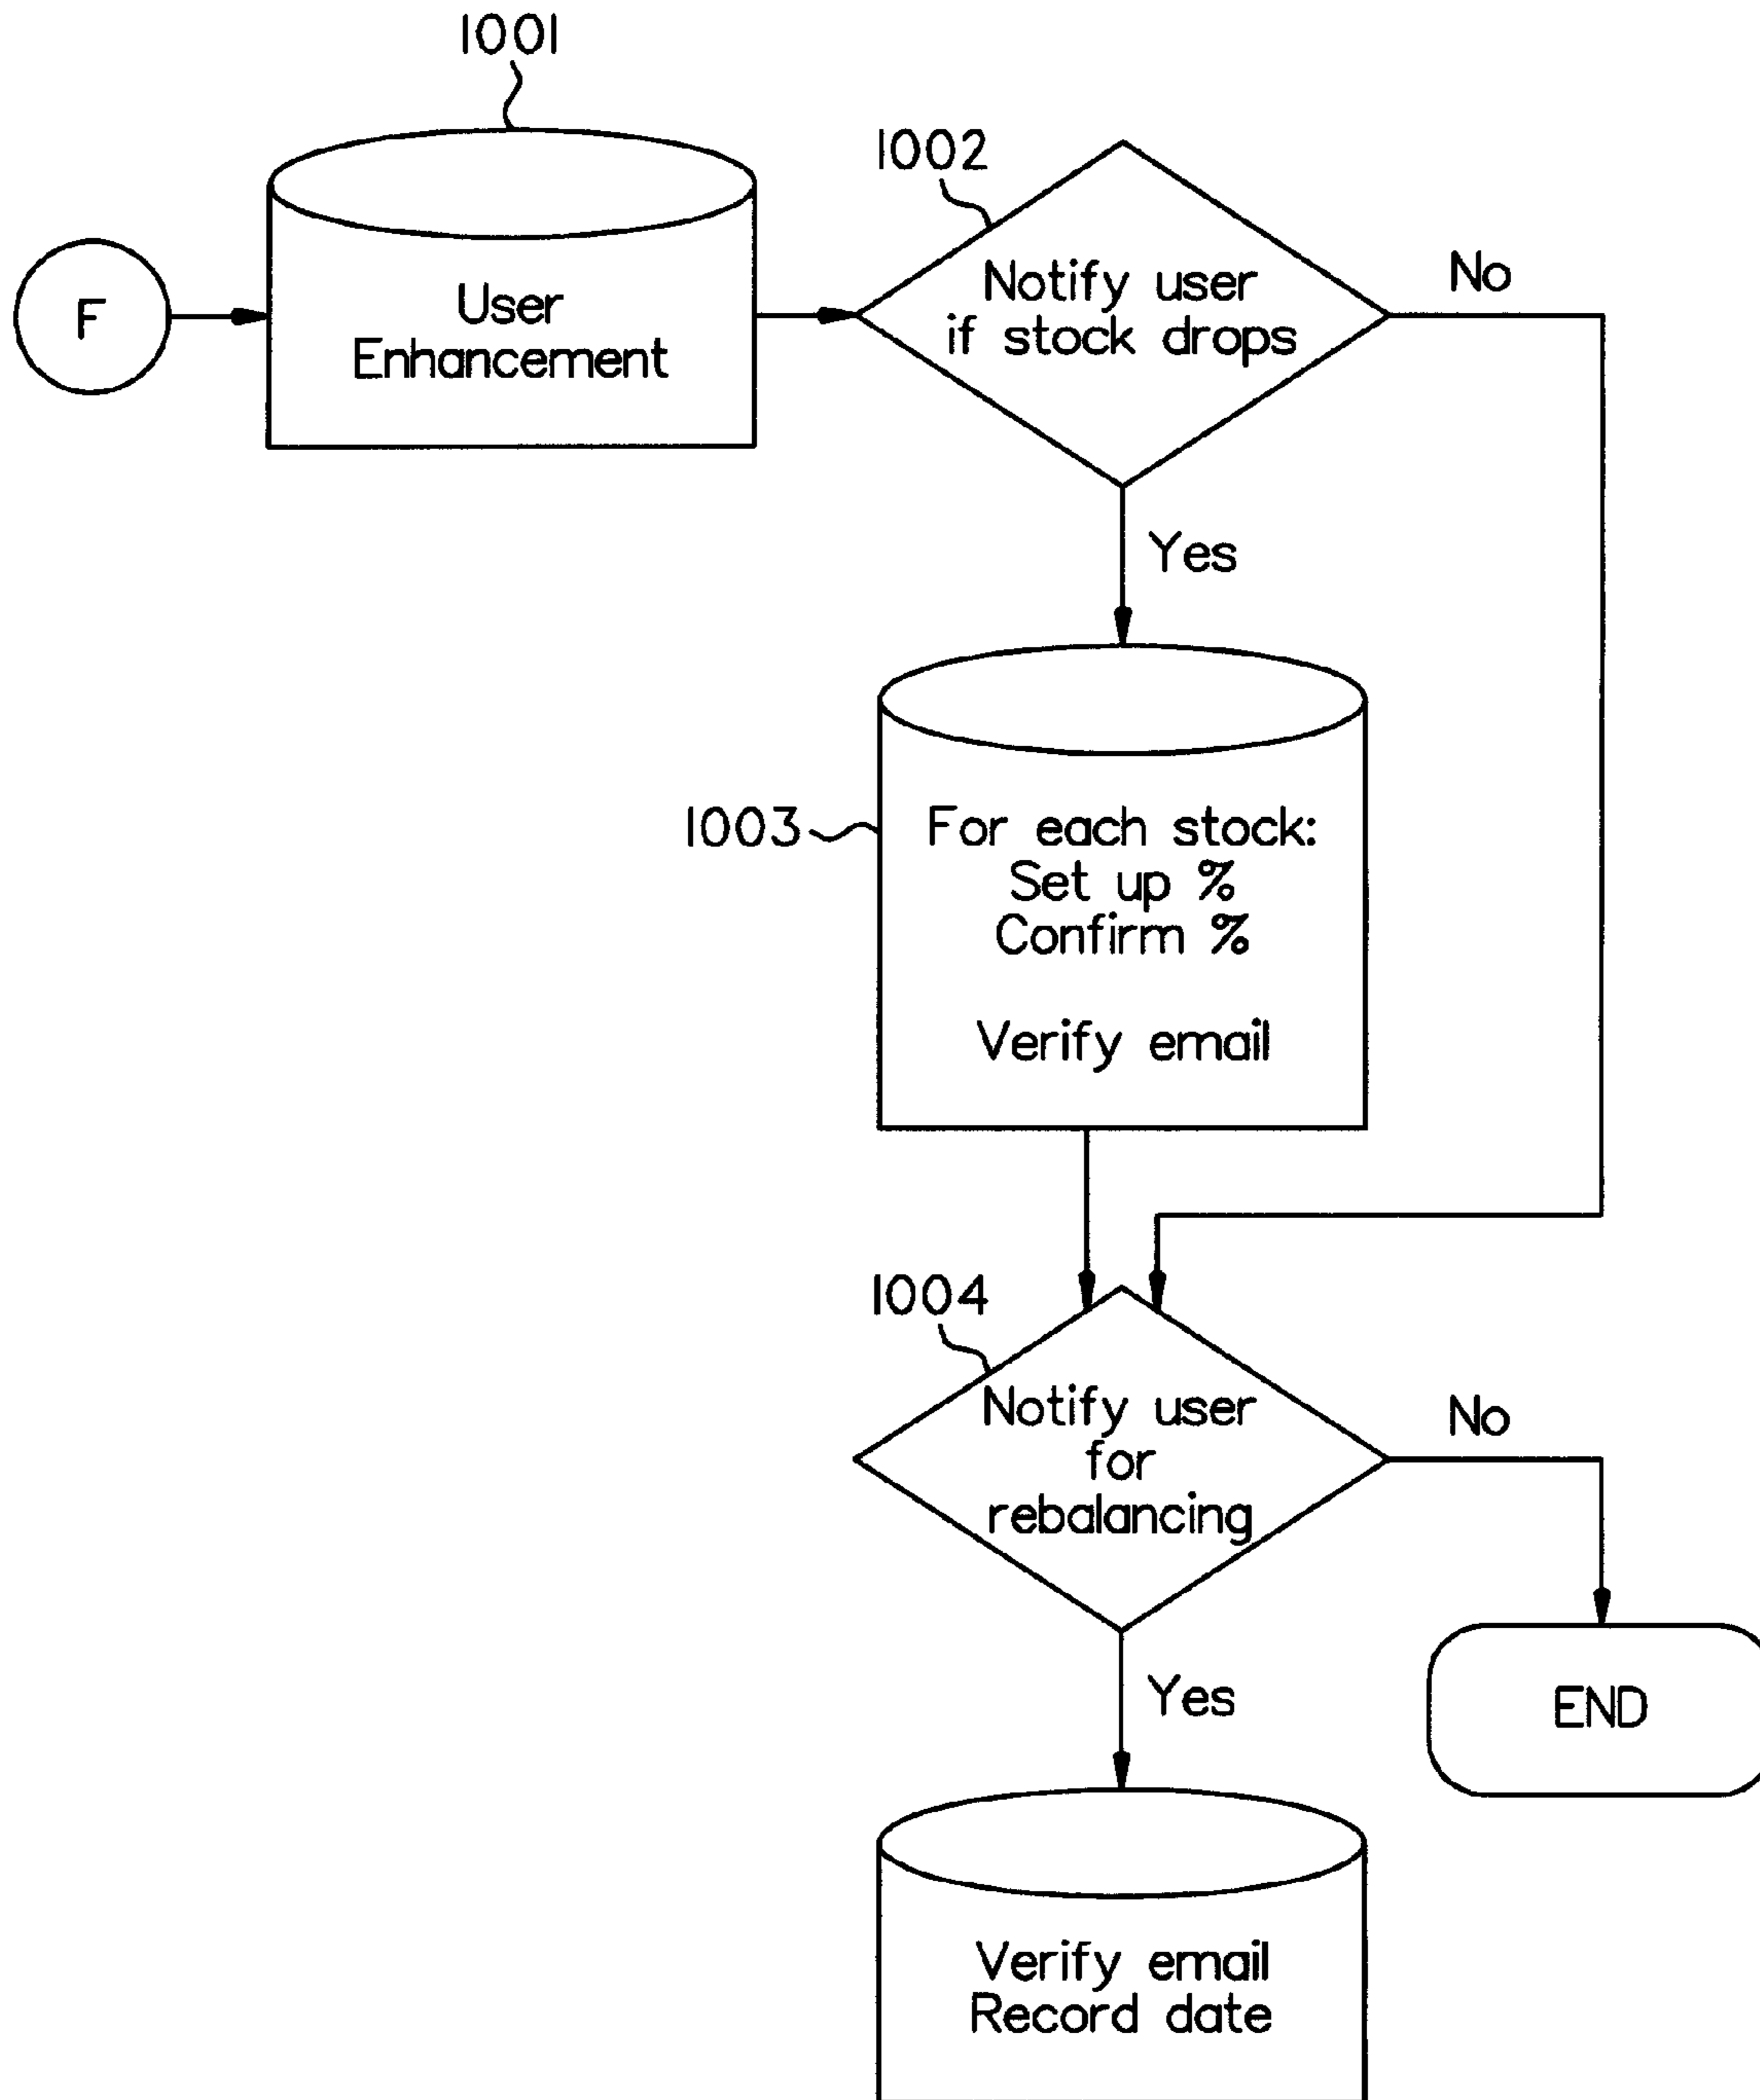 1001
1002
F
User
Enhancement
Notify user
if stock drops
No
Yes
1003
For each stock:
Set up %
Confirm %
Verify email
1004
Notify user
for
rebalancing
No
Yes
END
Verify email
Record date